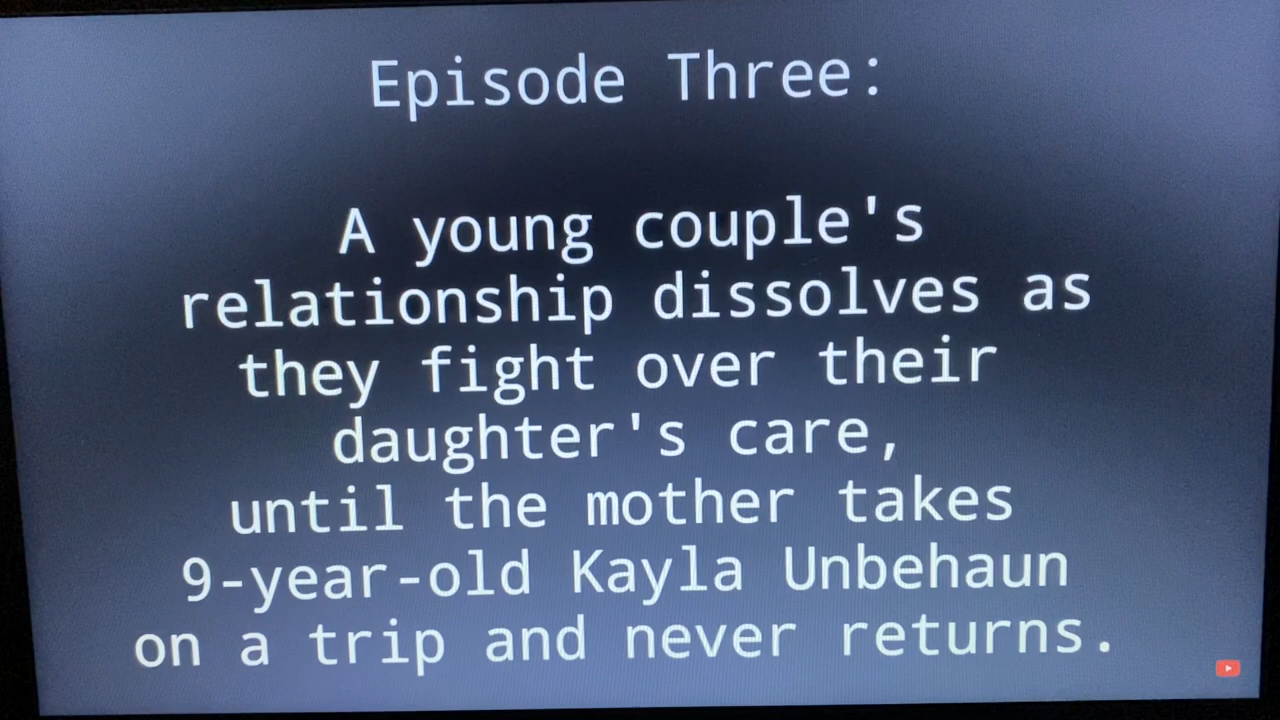 Episode Three:
A young couple's
relationship dissolves as
they fight over their
daughter's care,
until the mother takes
9-year-old Kayla Unbehaun
on a trip and never returns.